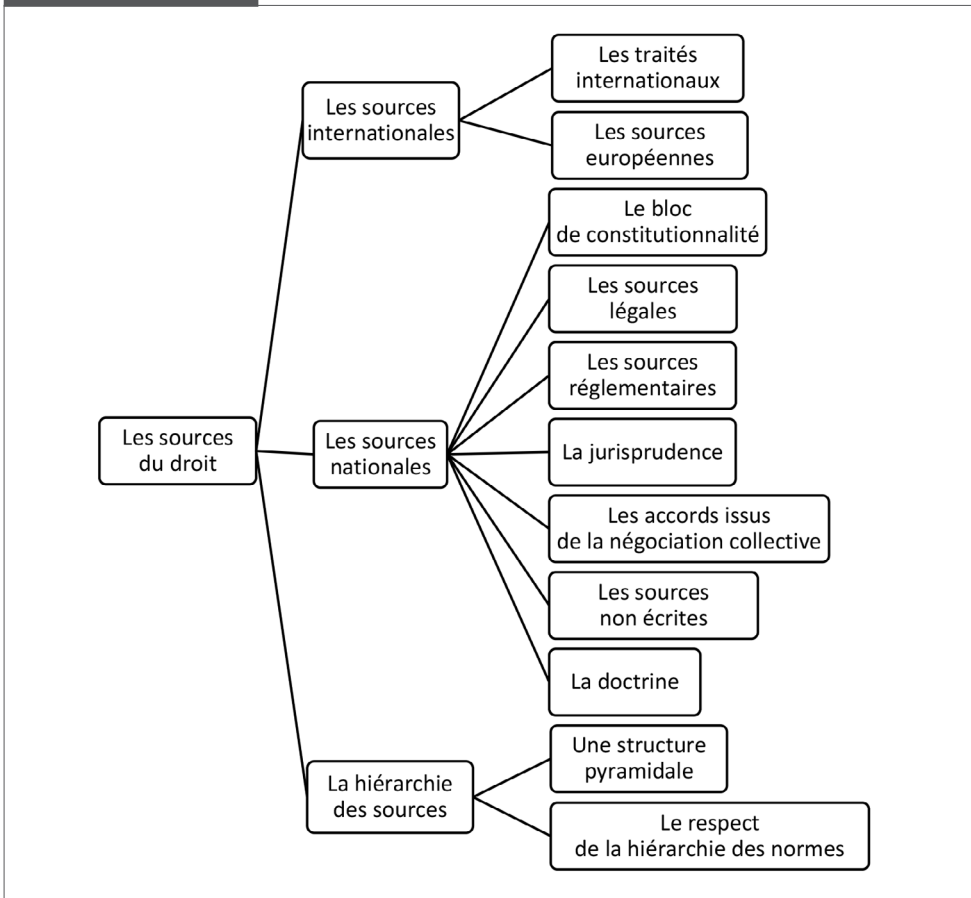 Les sources
du droit
Les sources
internationales
Les traités
internationaux
Les sources
européennes
Les sources
nationales
Le bloc
de constitutionnalité
Les sources
légales
Les sources
réglementaires
La jurisprudence
Les accords issus
de la négociation collective
Les sources
non écrites
La doctrine
La hiérarchie
des sources
Une structure
pyramidale
Le respect
de la hiérarchie des normes